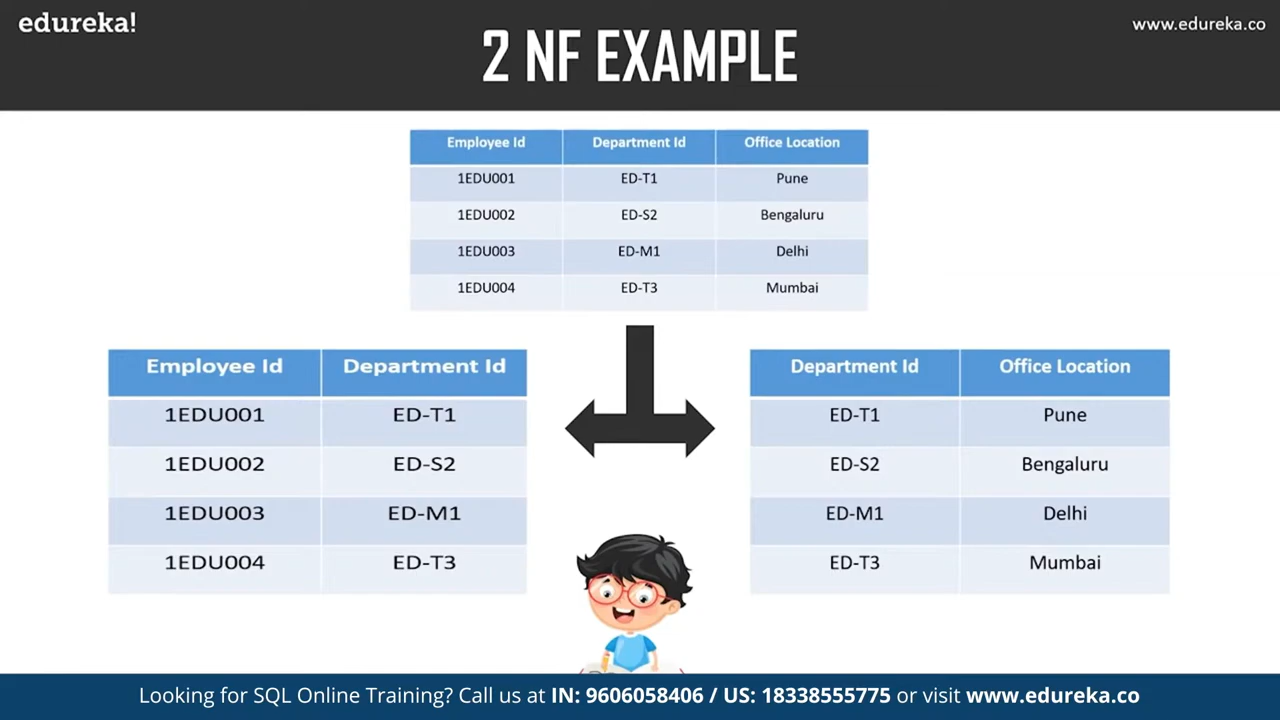 edureka!
www.edureka.co
2 NF EXAMPLE
Employee Id Department Id Office Location
1EDU001 ED-T1 Pune
1EDU002 ED-S2 Bengaluru
1EDU003 ED-M1 Delhi
1EDU004 ED-T3 Mumbai
Employee Id Department Id
1EDU001 ED-T1
1EDU002 ED-S2
1EDU003 ED-M1
1EDU004 ED-T3
Department Id Office Location
ED-T1 Pune
ED-S2 Bengaluru
ED-M1 Delhi
ED-T3 Mumbai
Looking for SQL Online Training? Call us at IN: 9606058406 / US: 18338555775 or visit www.edureka.co